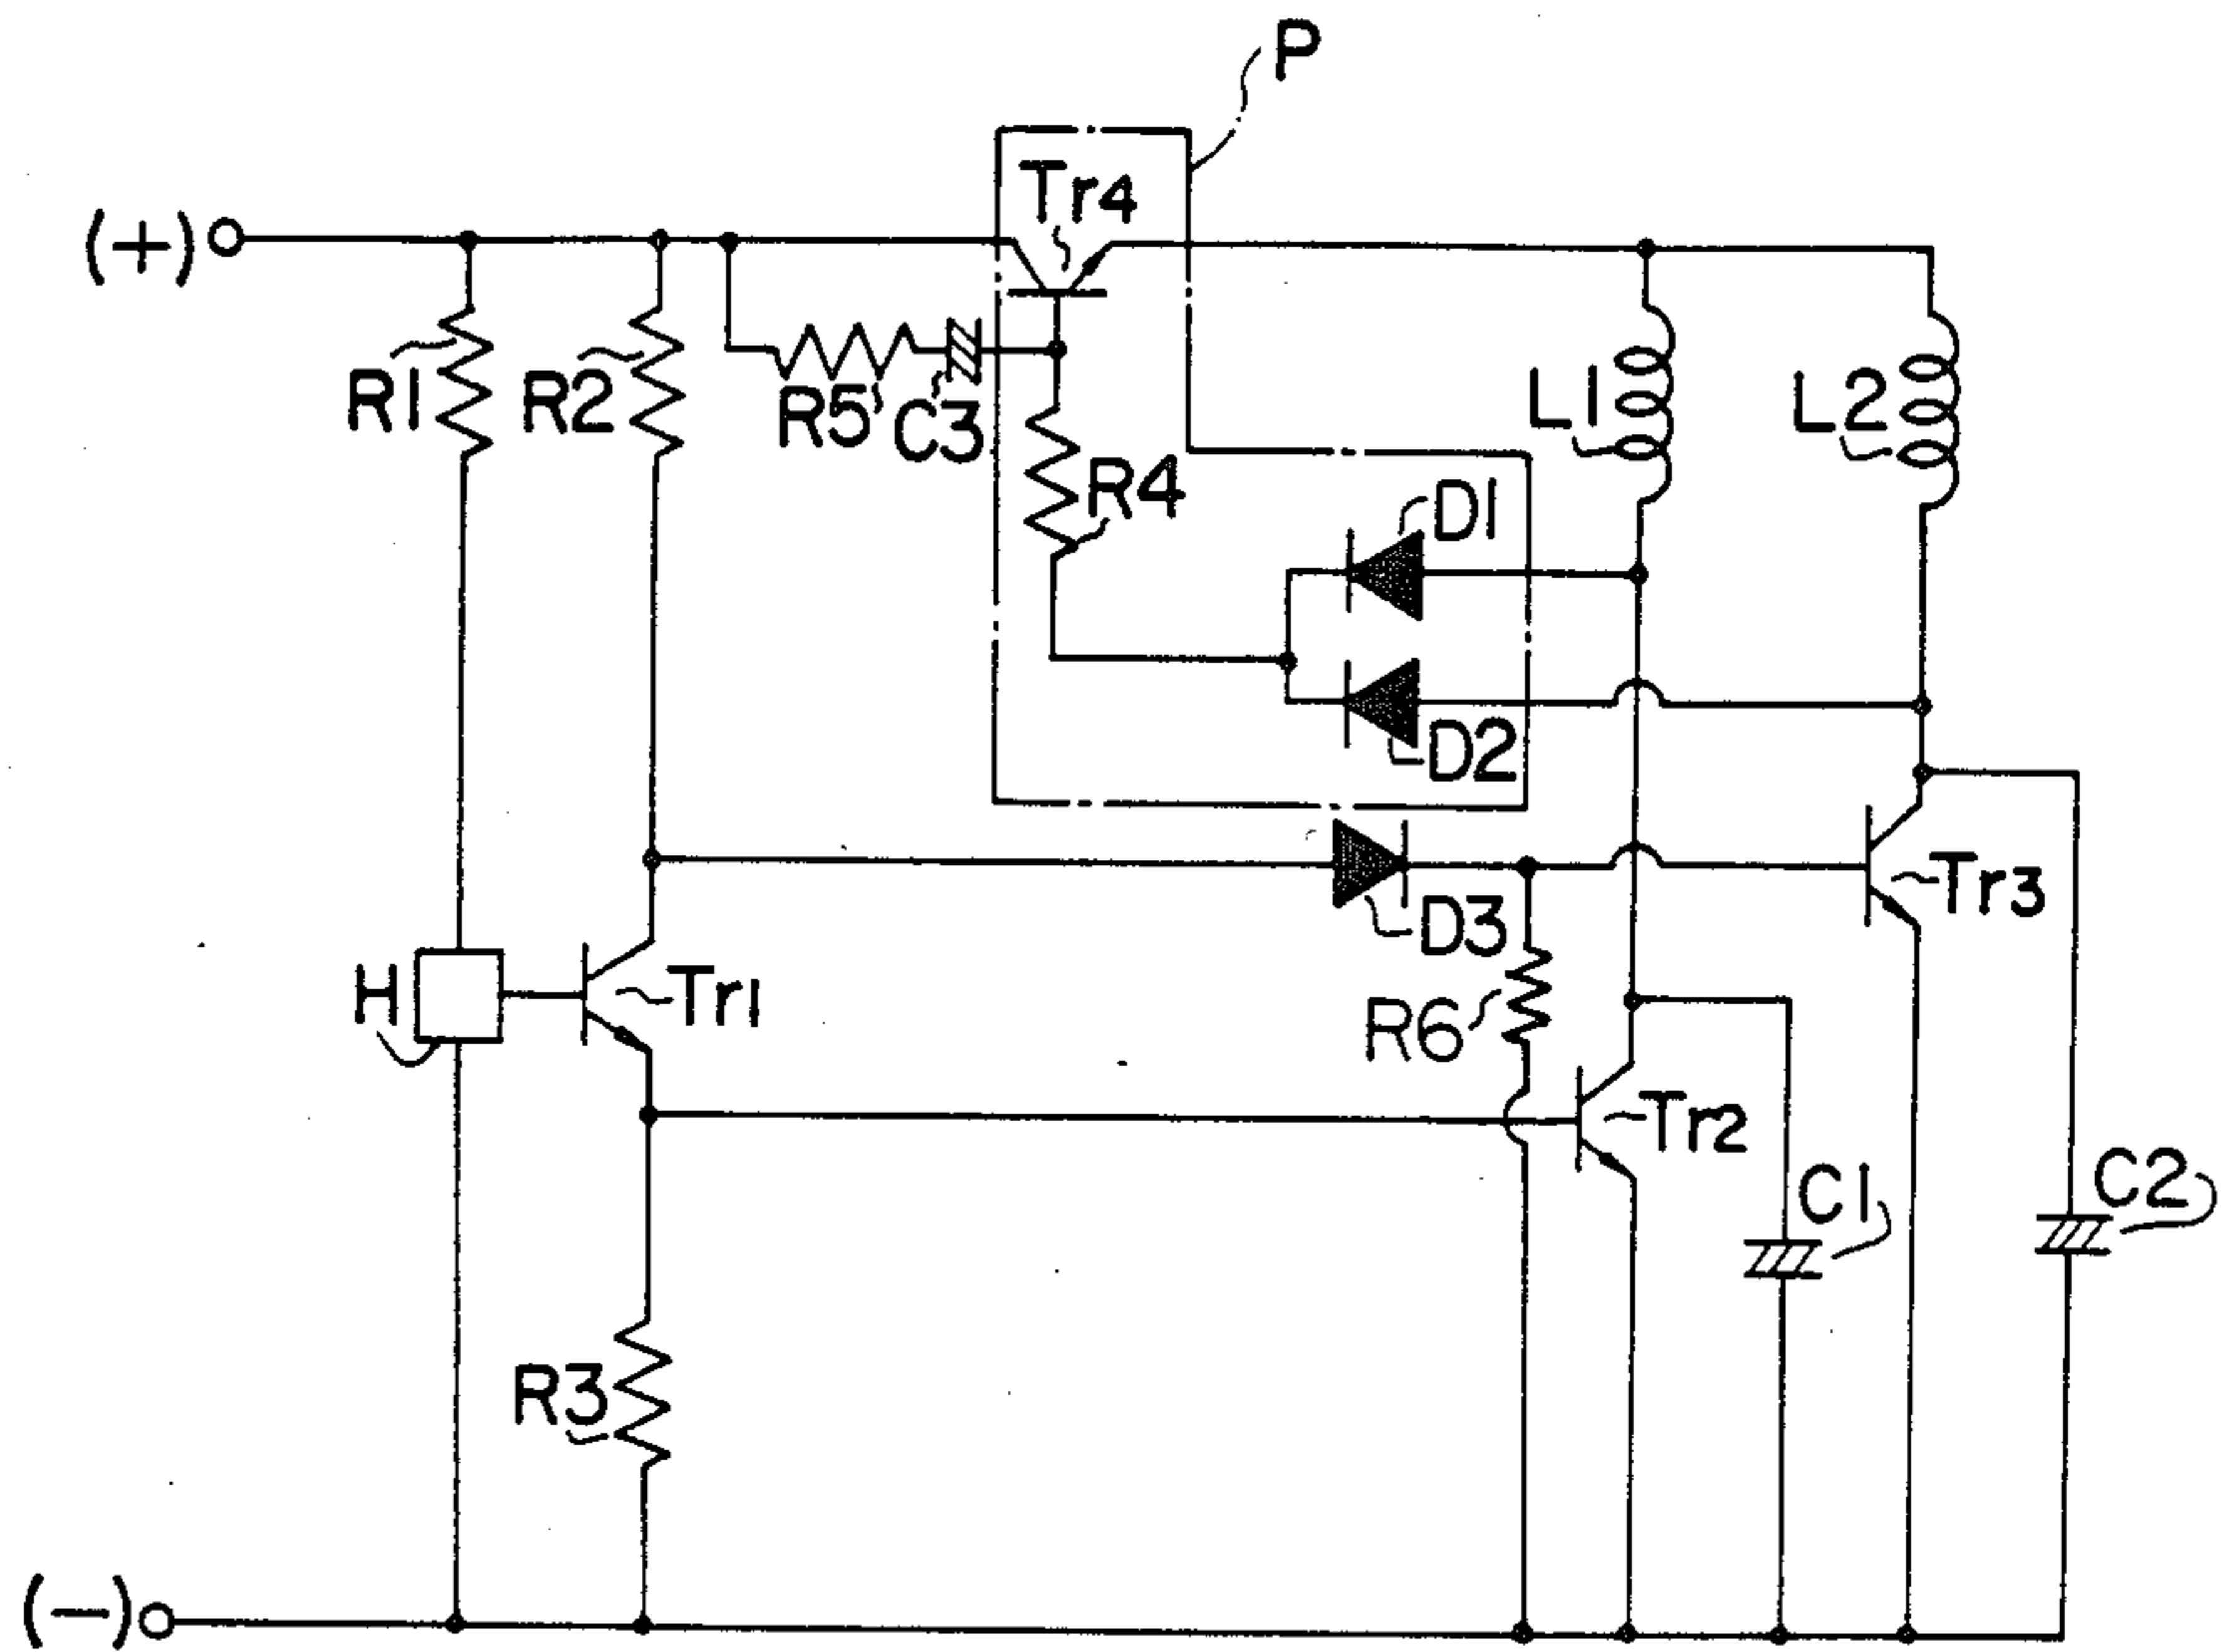 P
Tr4
(+)
R1
R2
R5
C3
R4
L1
L2
D1
D2
D3
Tr3
H
Tr1
R6
Tr2
C1
C2
R3
(−)